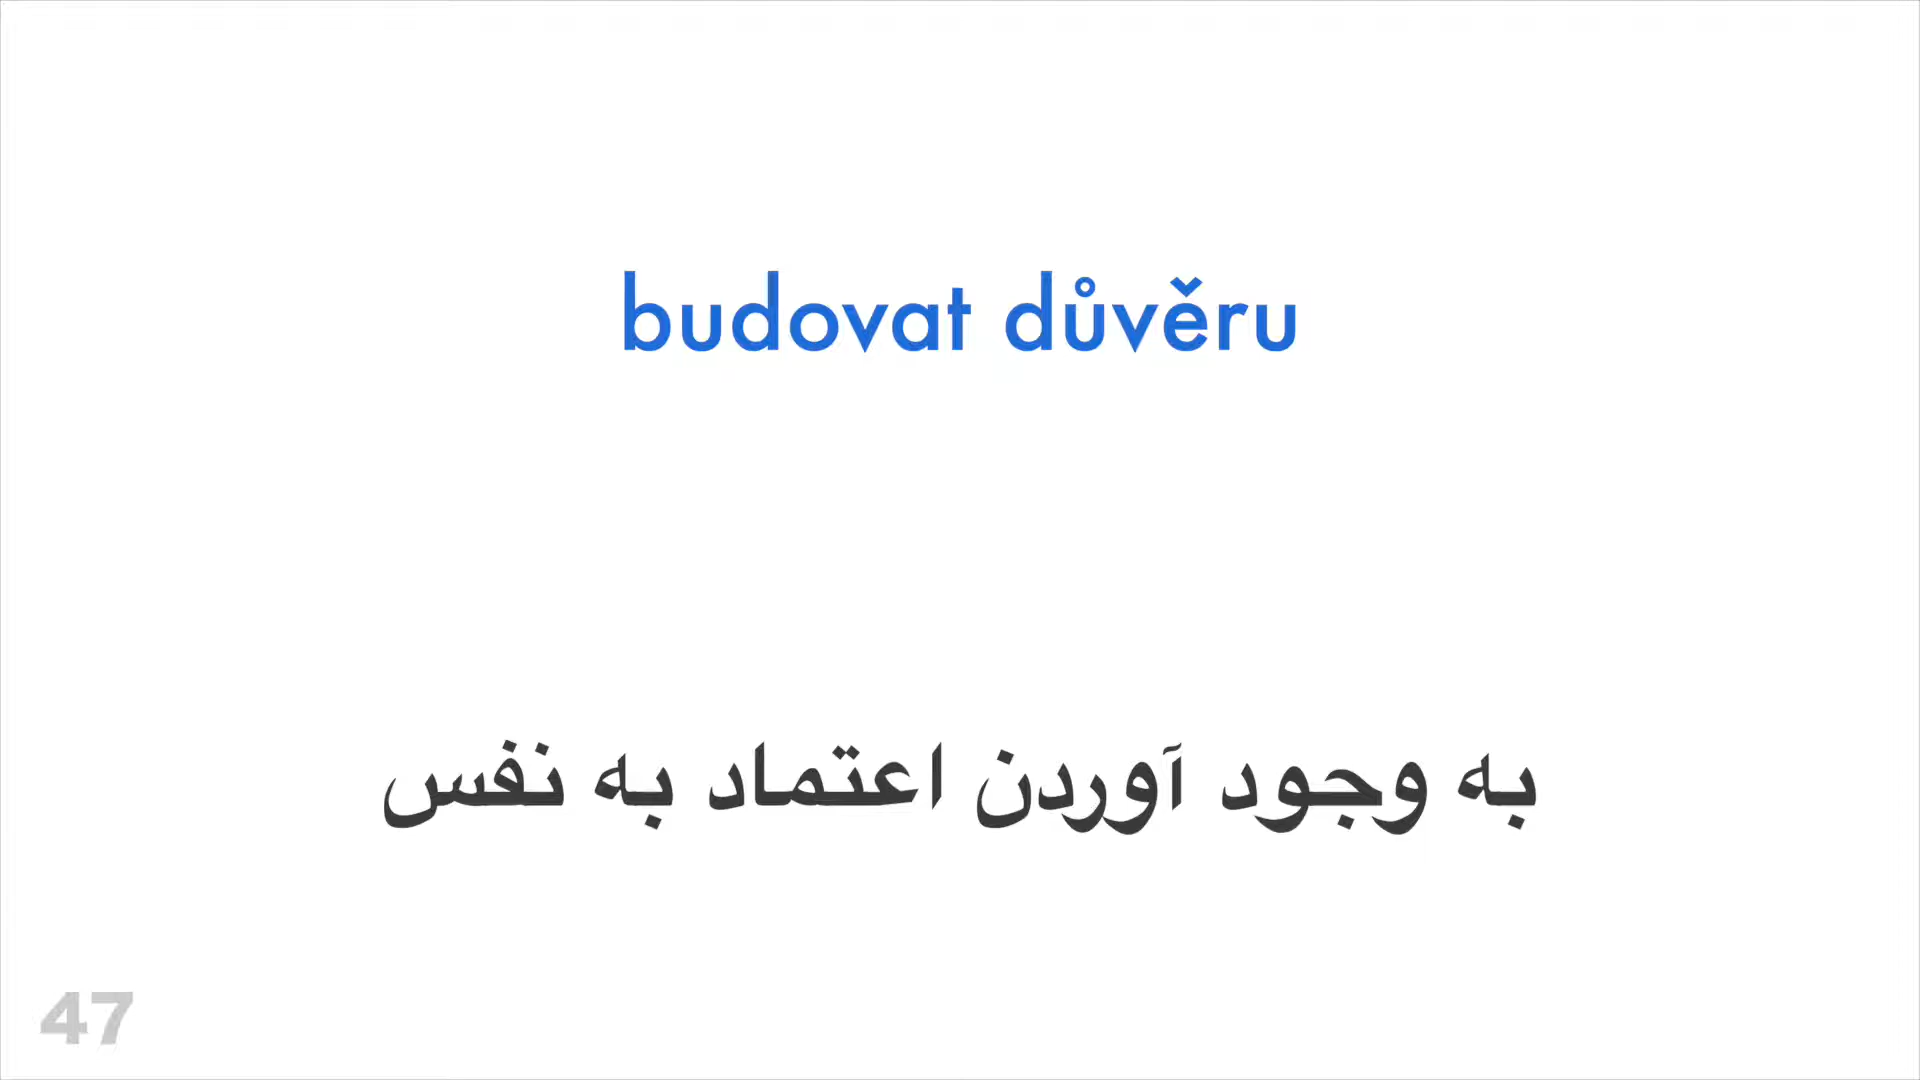 budovat důvěru
به وجود آوردن اعتماد به نفس
47